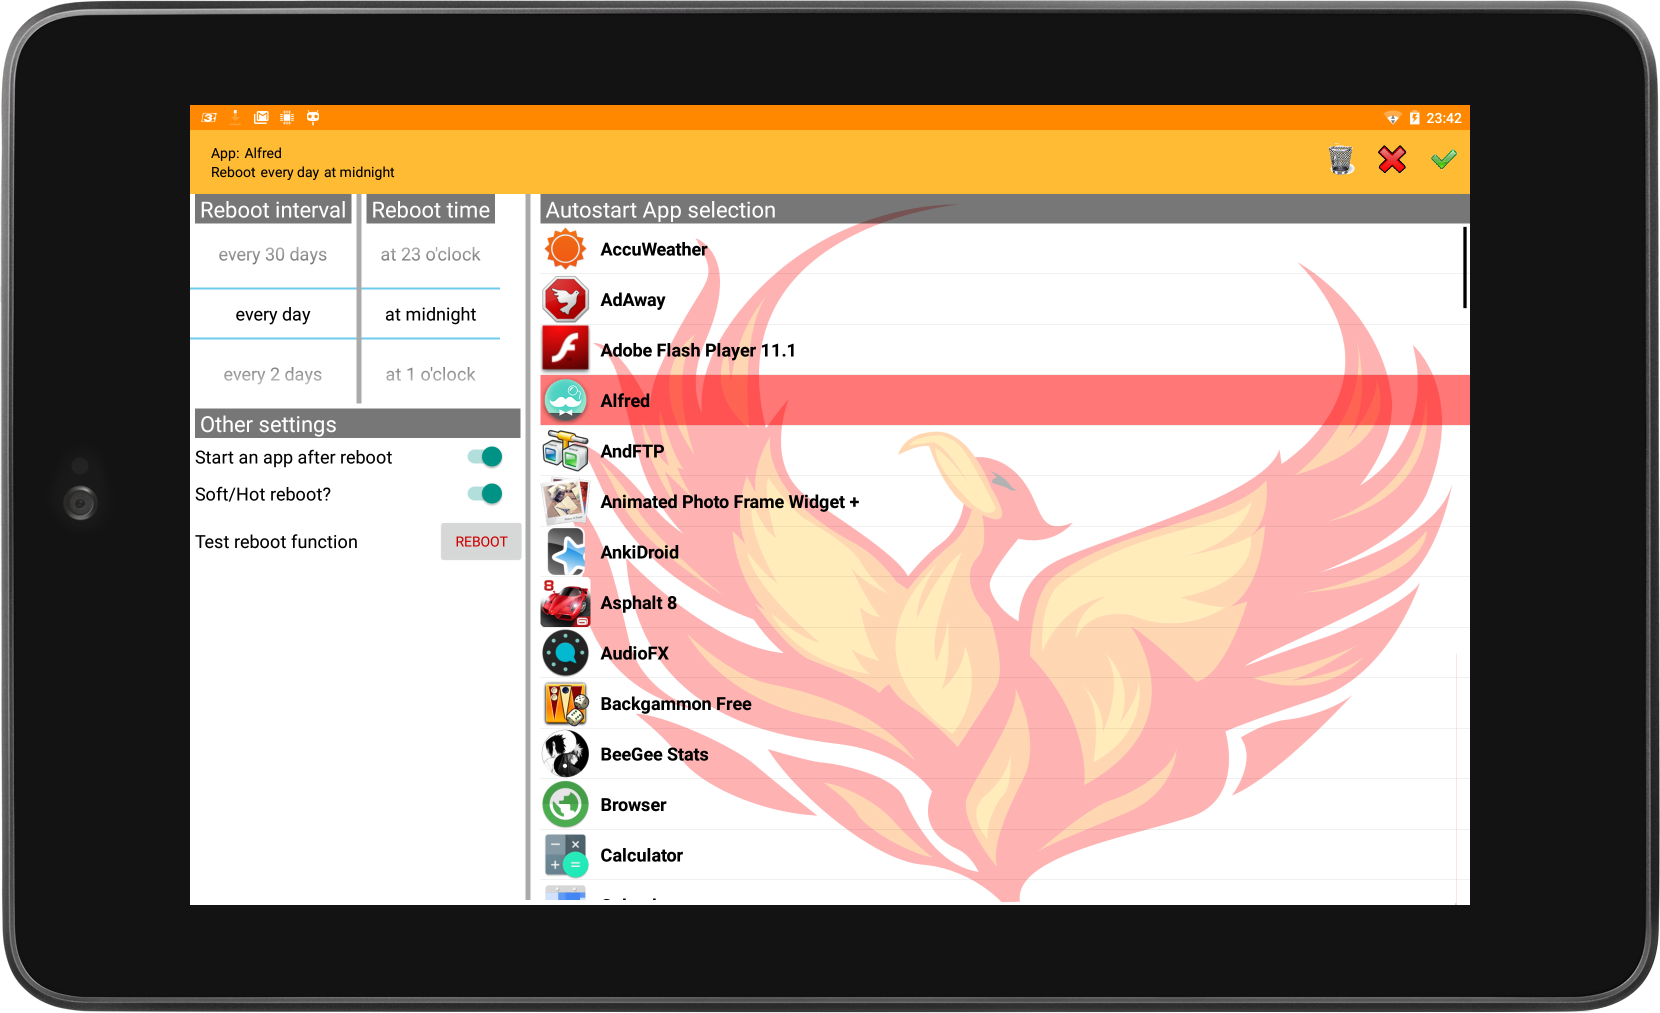 23:42
App: Alfred
Reboot every day at midnight
Reboot interval
Reboot time
every 30 days
at 23 o'clock
every day
at midnight
every 2 days
at 1 o'clock
Other settings
Start an app after reboot
Soft/Hot reboot?
Test reboot function
REBOOT
Autostart App selection
AccuWeather
AdAway
Adobe Flash Player 11.1
Alfred
AndFTP
Animated Photo Frame Widget +
AnkiDroid
8
Asphalt 8
AudioFX
Backgammon Free
BeeGee Stats
Browser
Calculator